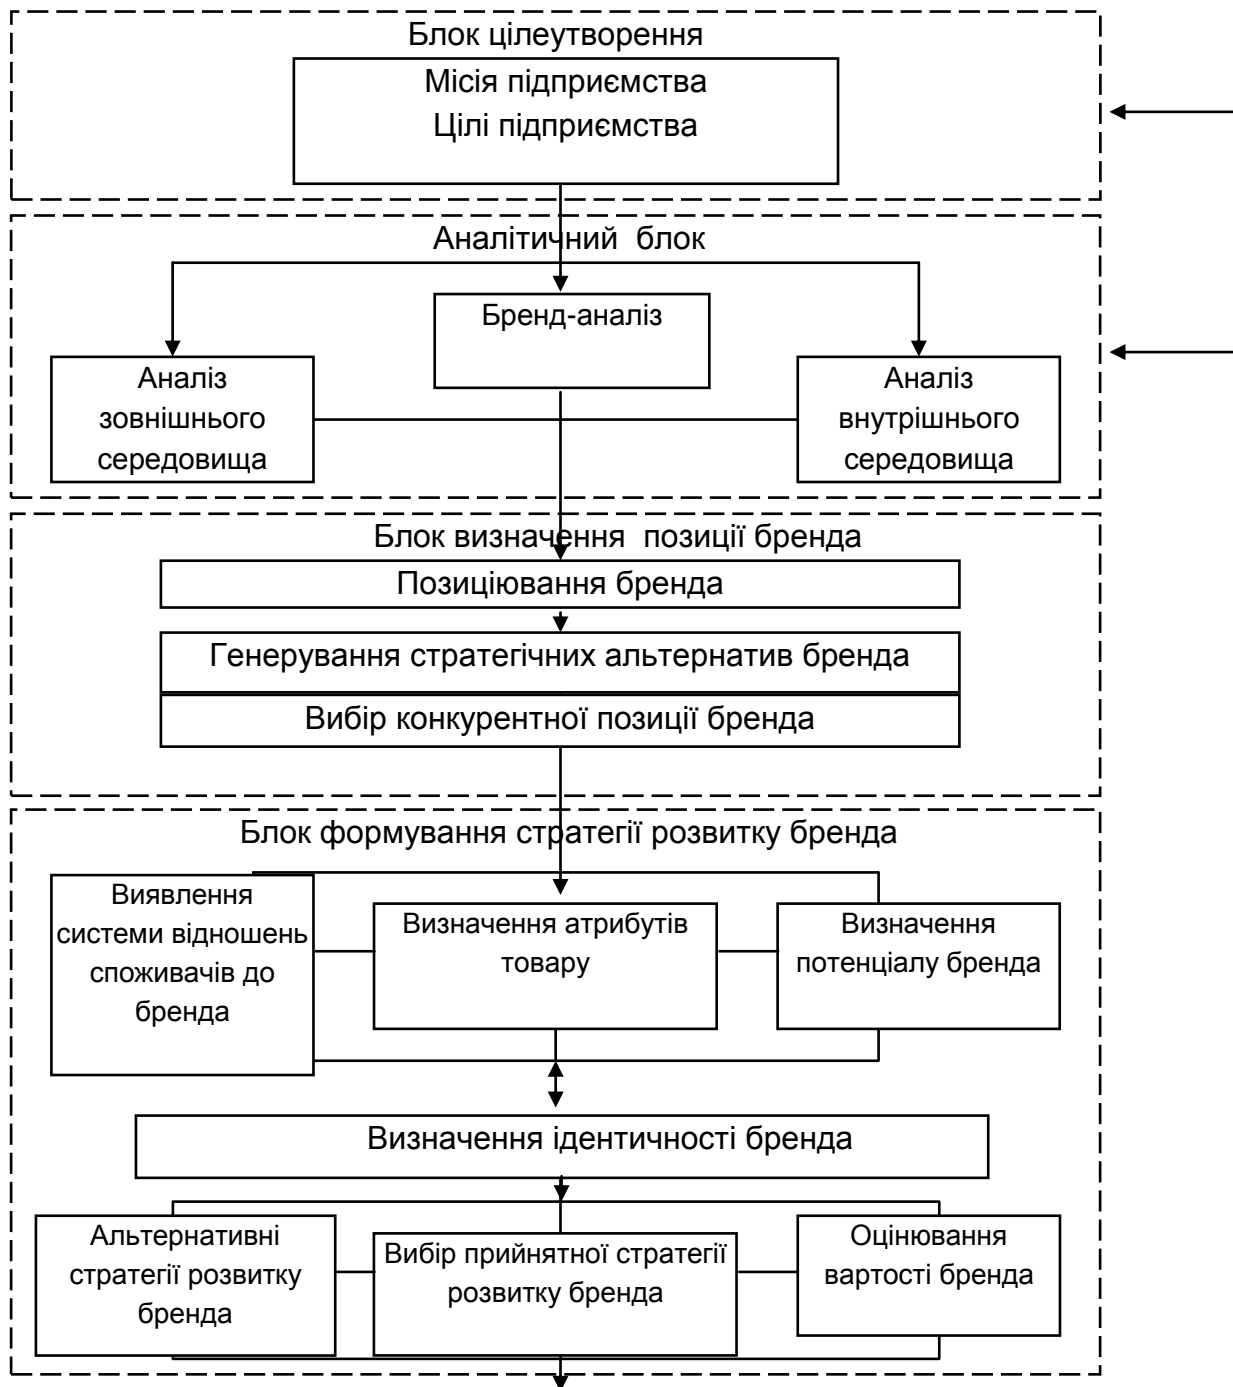 Блок цілеутворення
Місія підприємства
Цілі підприємства
Аналітичний блок
Бренд-аналіз
Аналіз
зовнішнього
середовища
Аналіз
внутрішнього
середовища
Блок визначення позиції бренда
Позиціювання бренда
Генерування стратегічних альтернатив бренда
Вибір конкурентної позиції бренда
Блок формування стратегії розвитку бренда
Виявлення
системи відношень
споживачів до
бренда
Визначення атрибутів
товару
Визначення
потенціалу бренда
Визначення ідентичності бренда
Альтернативні
стратегії розвитку
бренда
Вибір прийнятної стратегії
розвитку бренда
Оцінювання
вартості бренда